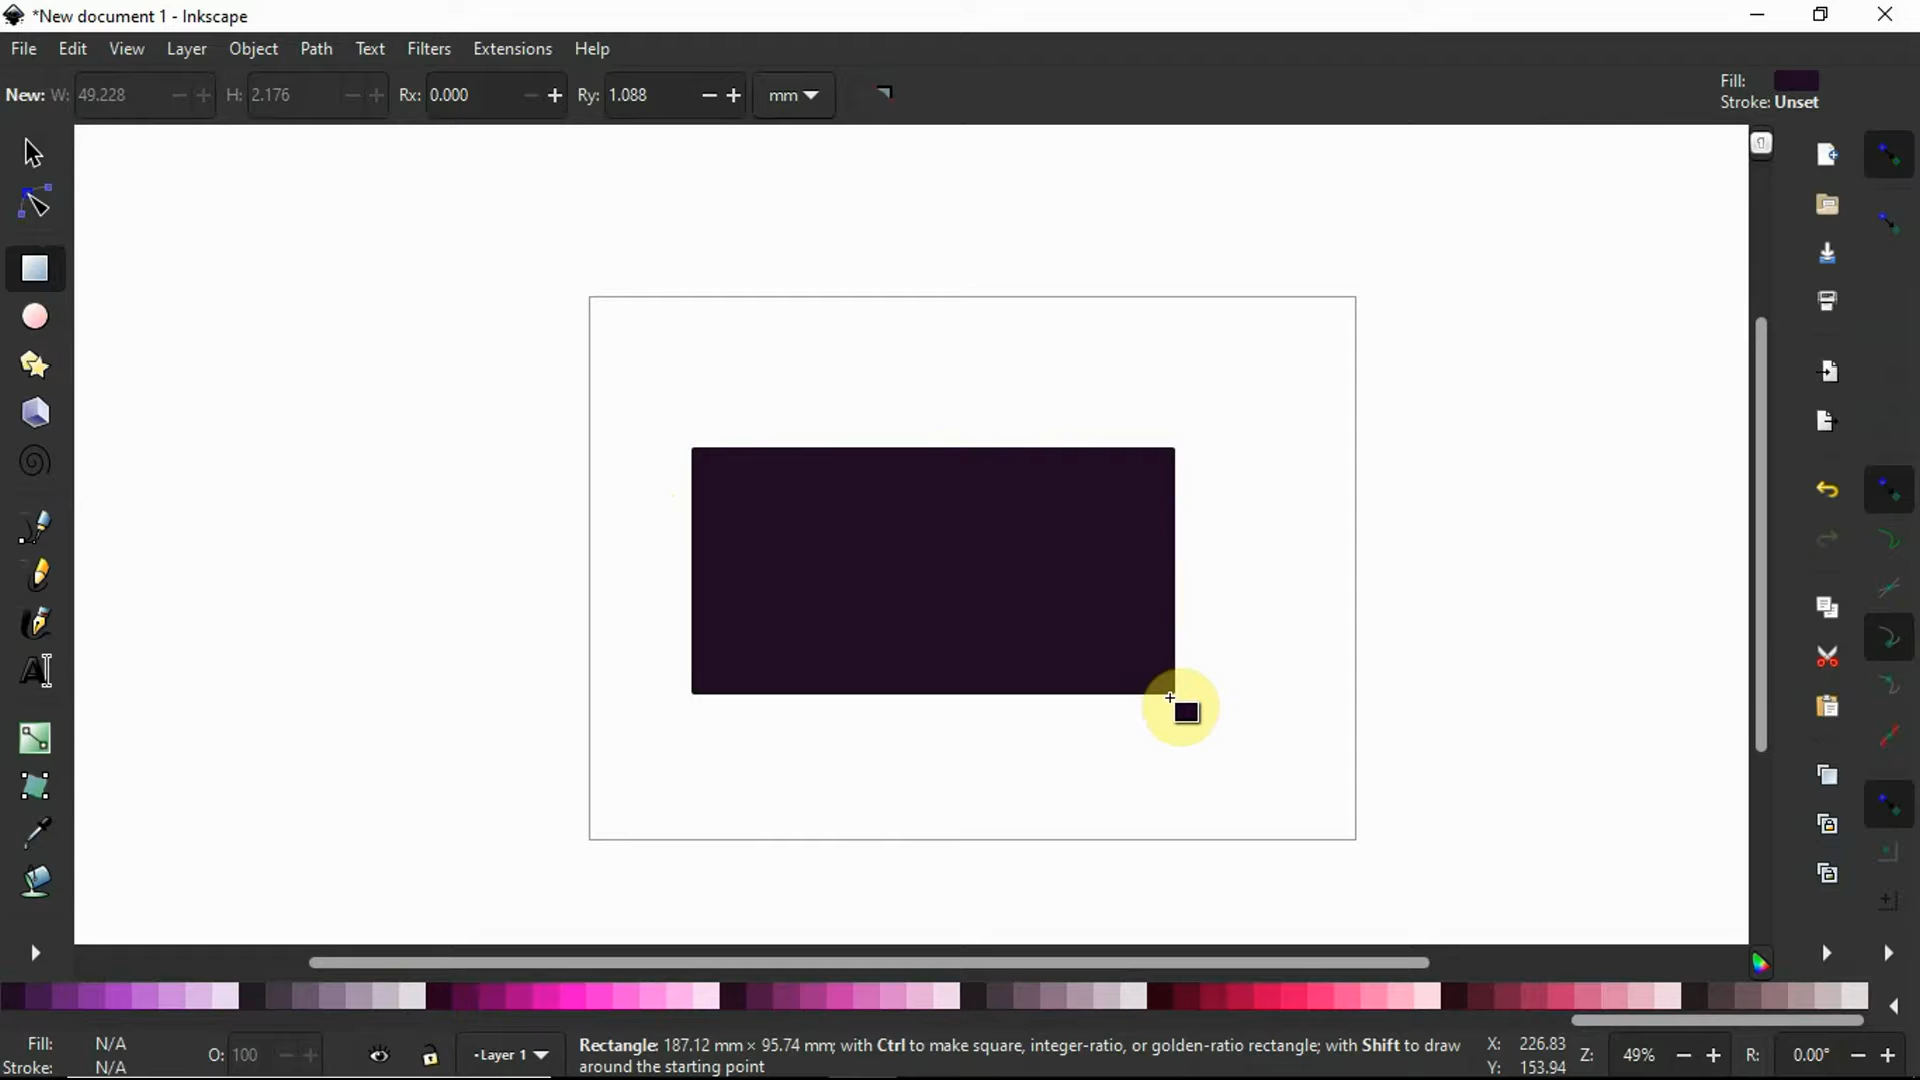 *New document 1 - Inkscape
File Edit View Layer Object Path Text Filters Extensions Help
New: W: 49.228 H: 2.176 Rx: 0.000 Ry: 1.088 mm
Fill:
Stroke: Unset
Fill: N/A
Stroke: N/A
O: 100
Layer 1
Rectangle: 187.12 mm × 95.74 mm; with Ctrl to make square, integer-ratio, or golden-ratio rectangle; with Shift to draw
around the starting point
X: 226.83
Y: 153.94
Z: 49%
R: 0.00°